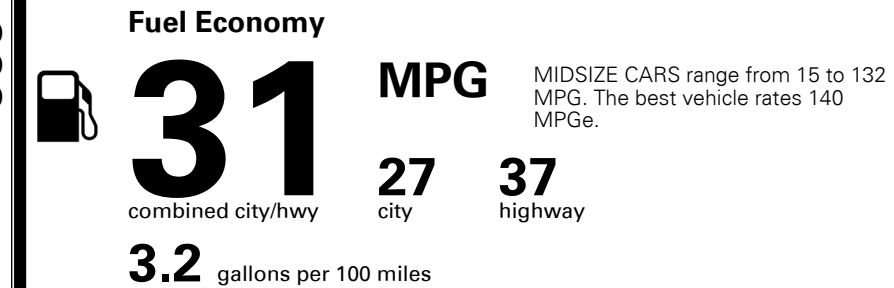 Fuel Economy
31
MPG
MIDSIZE CARS range from 15 to 132
MPG. The best vehicle rates 140
MPGe.
27
37
combined city/hwy
city
highway
3.2 gallons per 100 miles